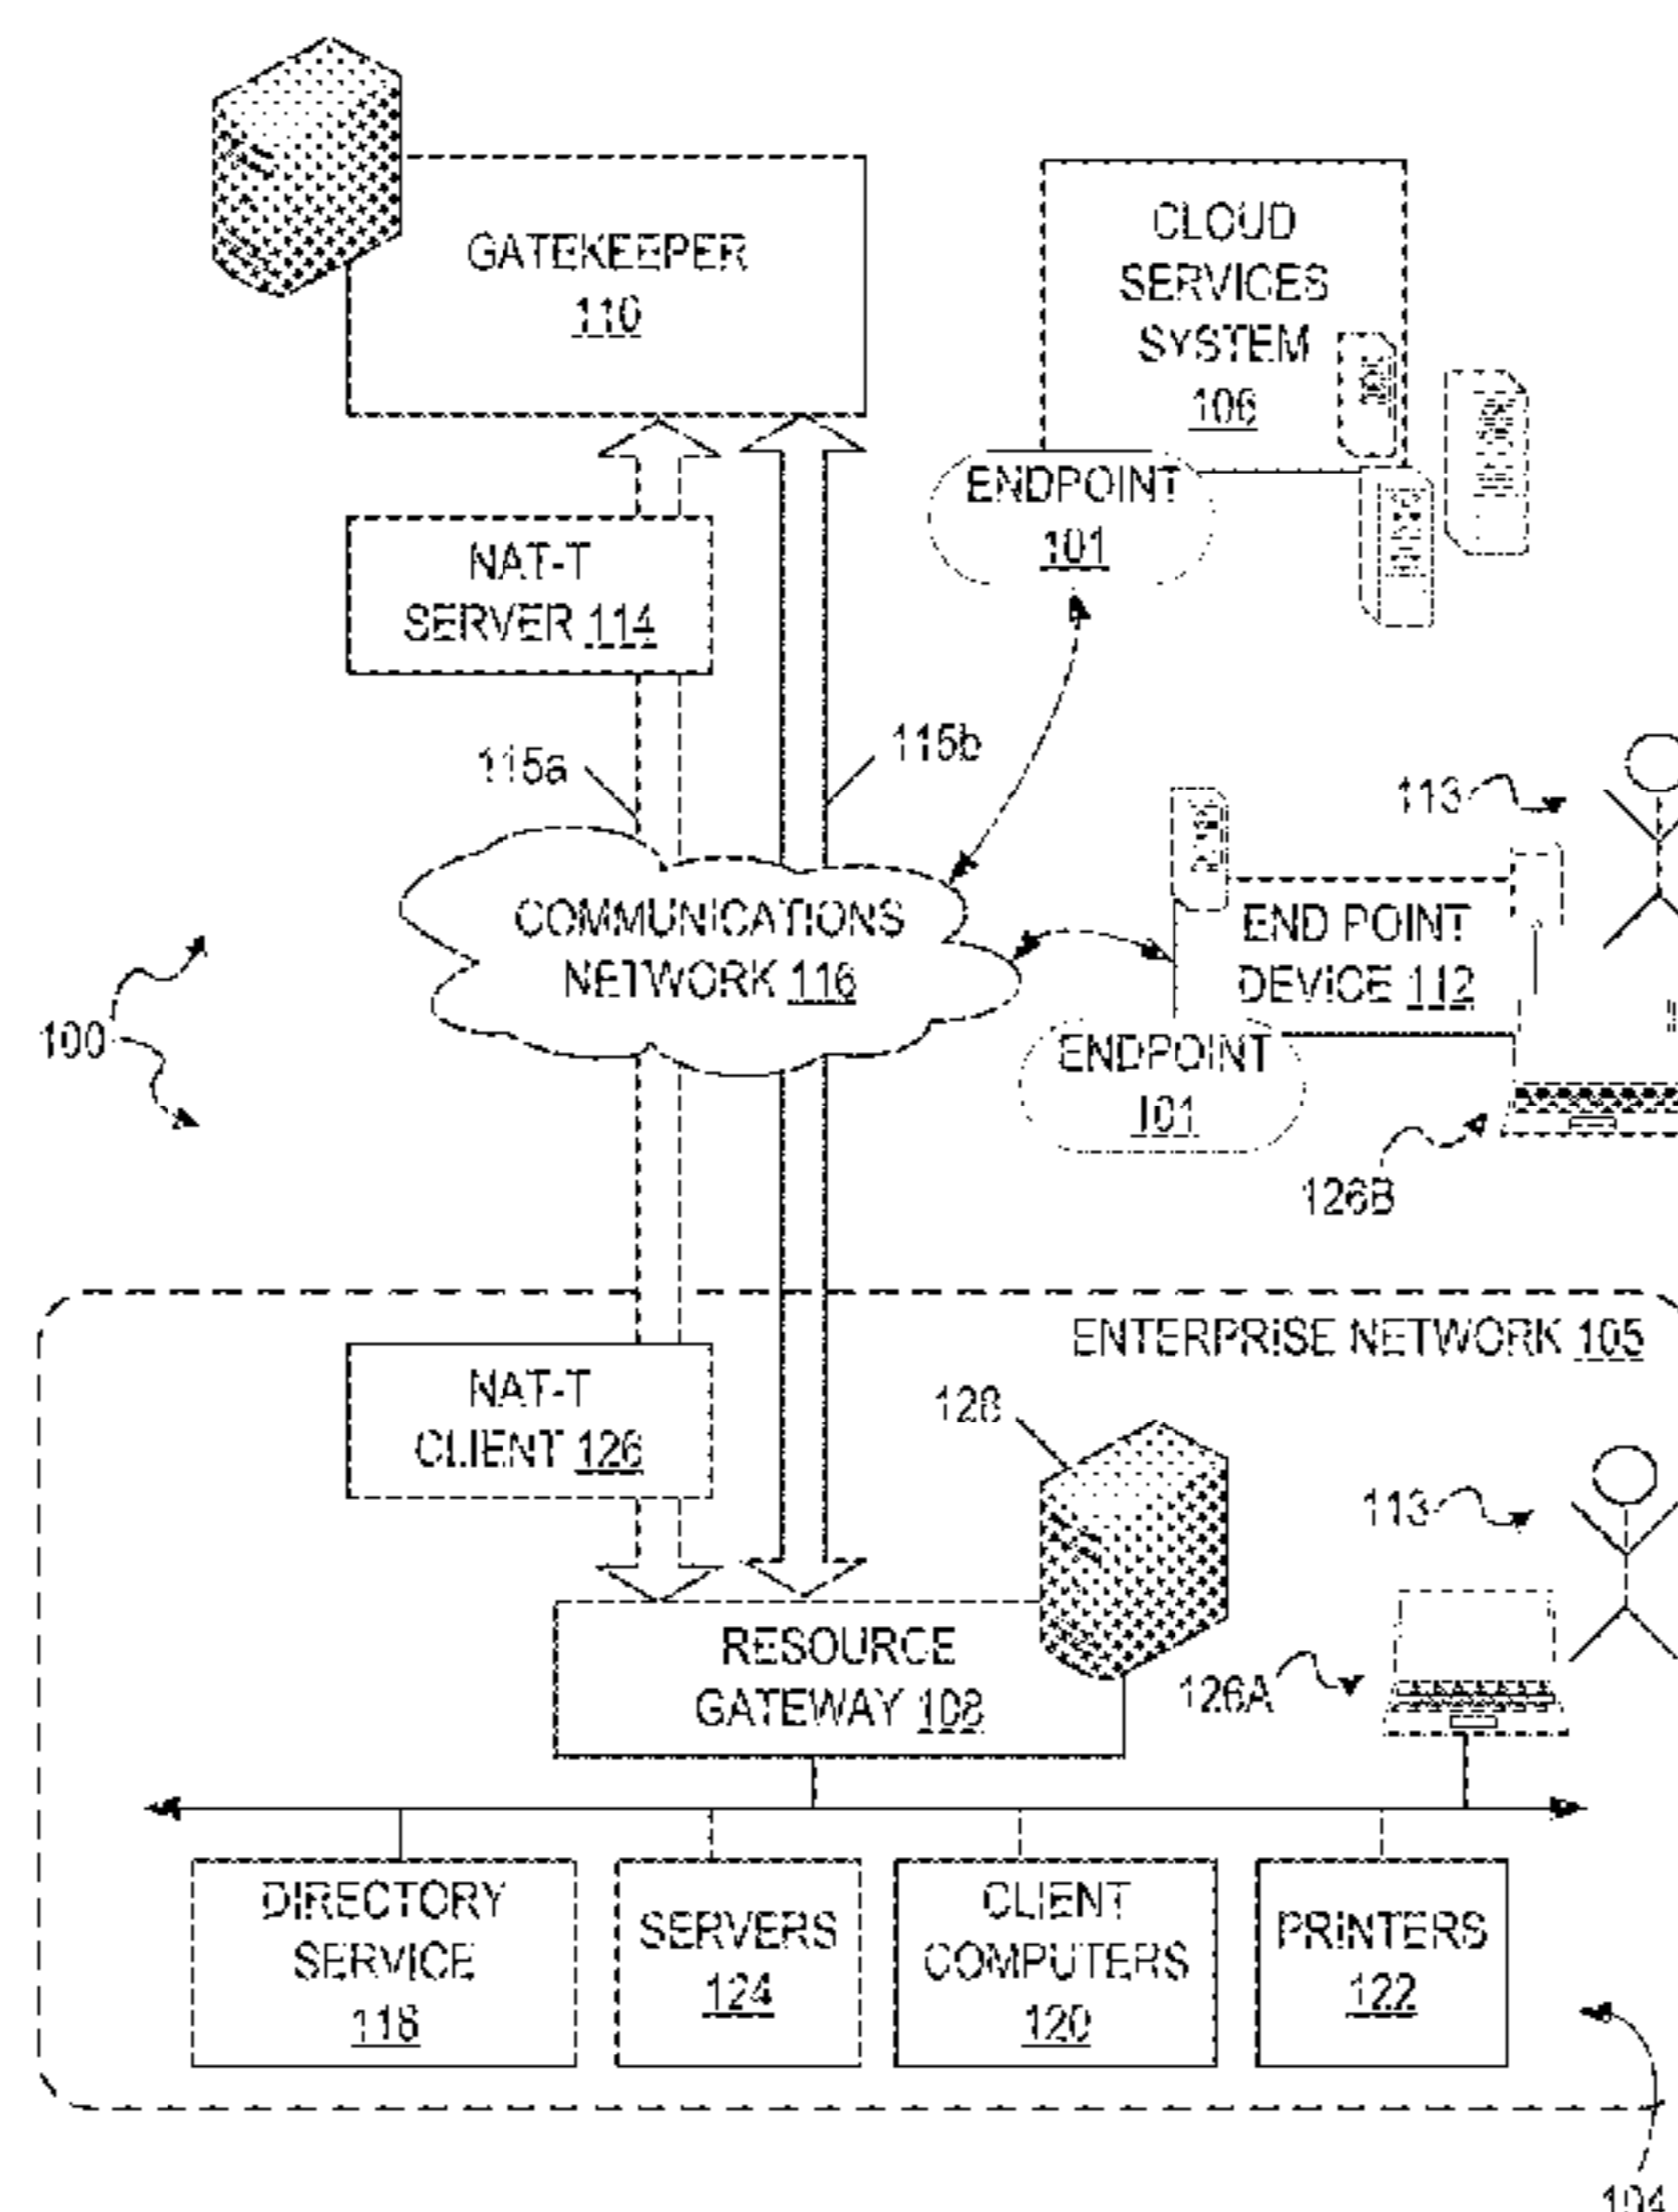 GATEKEEPER
110
CLOUD
SERVICES
SYSTEM
106
ENDPOINT
101
NAT-T
SERVER 114
115a
115b
113
COMMUNICATIONS
NETWORK 116
END POINT
DEVICE 112
100
ENDPOINT
101
126B
ENTERPRISE NETWORK 105
NAT-T
CLIENT 126
128
113
RESOURCE
GATEWAY 108
126A
DIRECTORY
SERVICE
118
SERVERS
124
CLIENT
COMPUTERS
120
PRINTERS
122
104